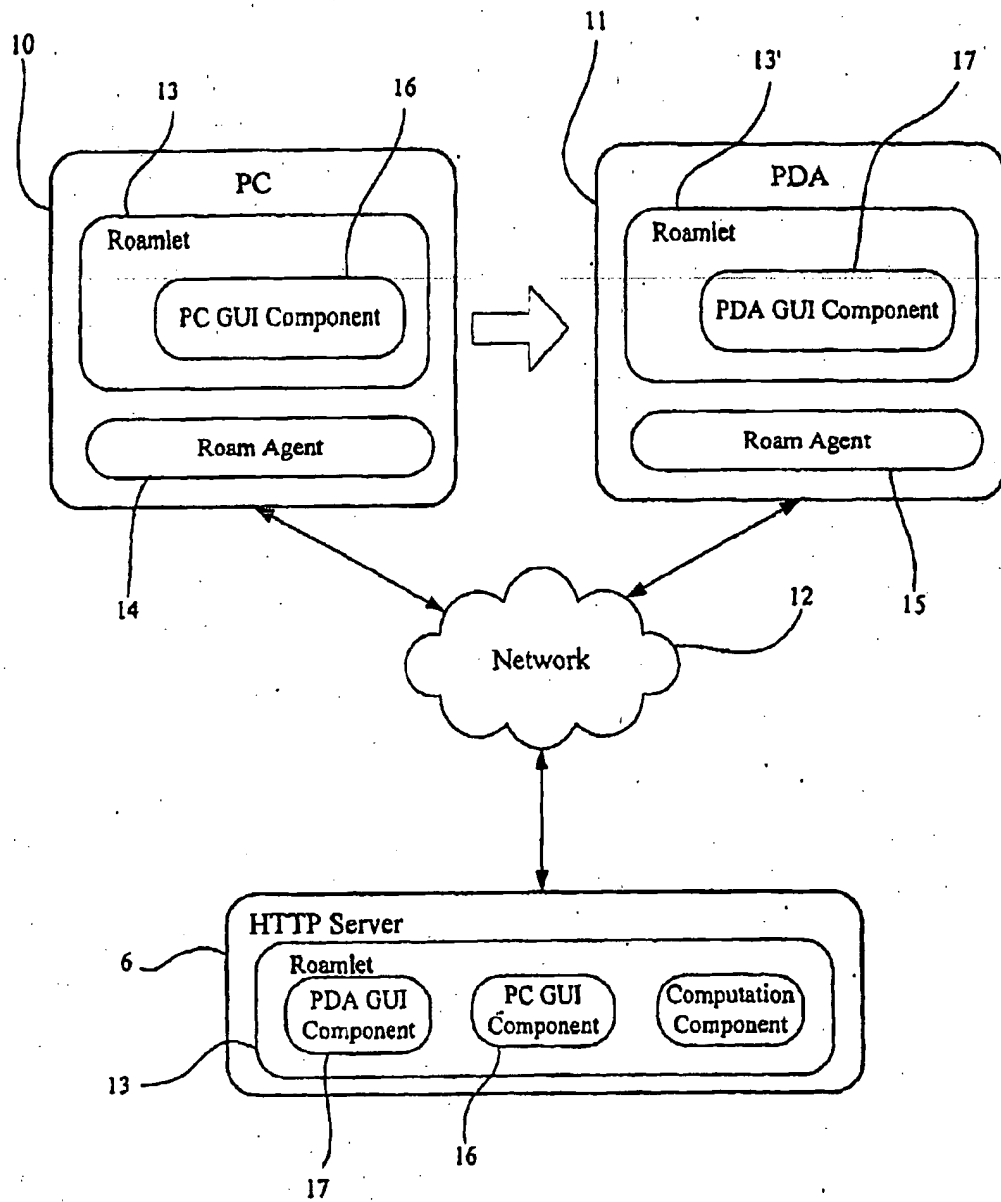 10
13
16
11
13'
17
PC
PDA
Roamlet
Roamlet
PC GUI Component
PDA GUI Component
Roam Agent
Roam Agent
14
15
12
Network
HTTP Server
6
Roamlet
PDA GUI
Component
PC GUI
Component
Computation
Component
13
17
16